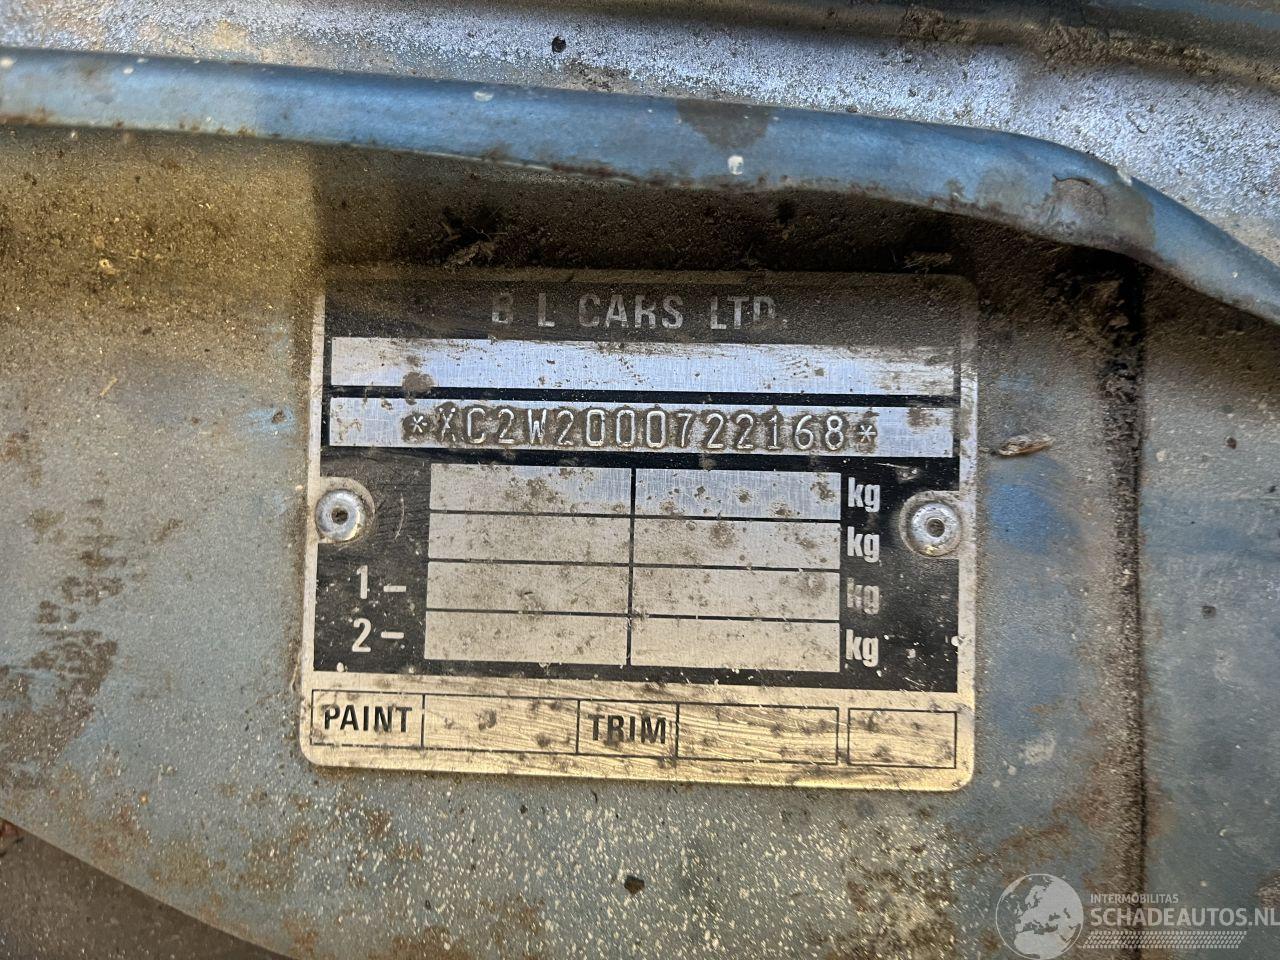 B L CARS LTD.
*XC2W2000722168*
kg
kg
1- kg
2- kg
PAINT TRIM
INTERMOBILITAS
SCHADEAUTOS.NL